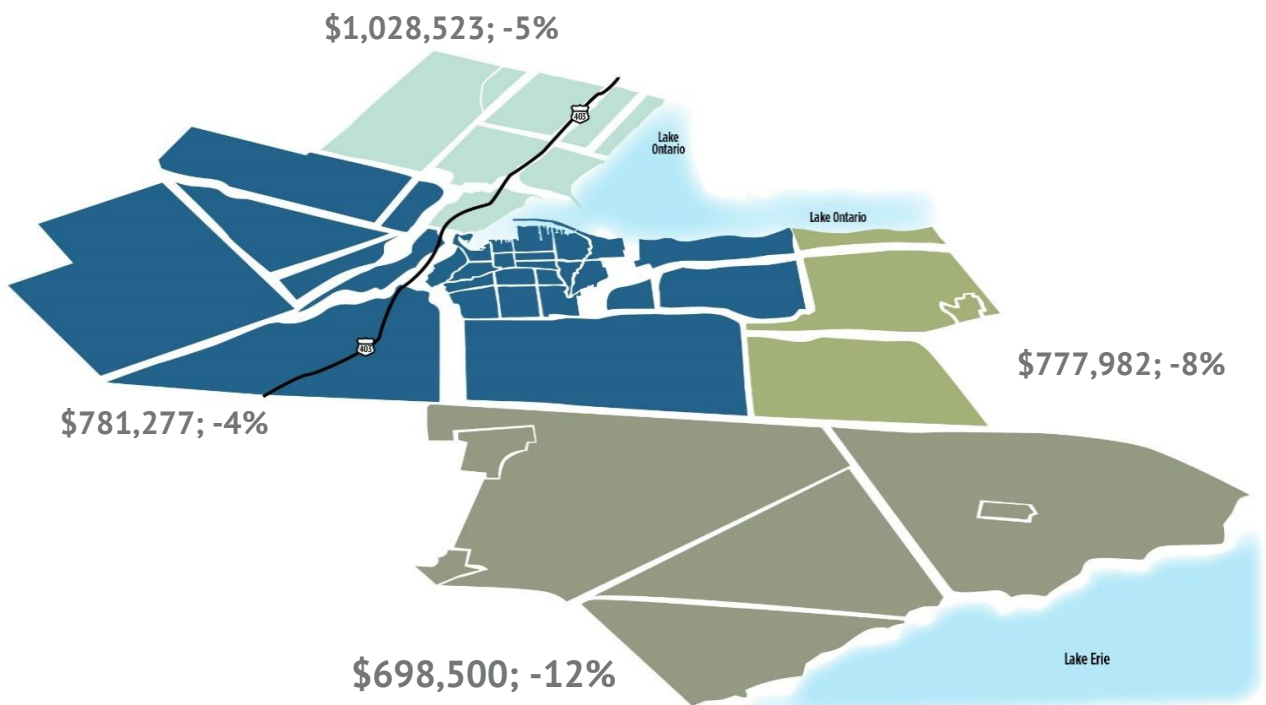 $1,028,523; -5%
403
Lake
Ontario
Lake Ontario
403
$777,982; -8%
$781,277; -4%
Lake Erie
$698,500; -12%